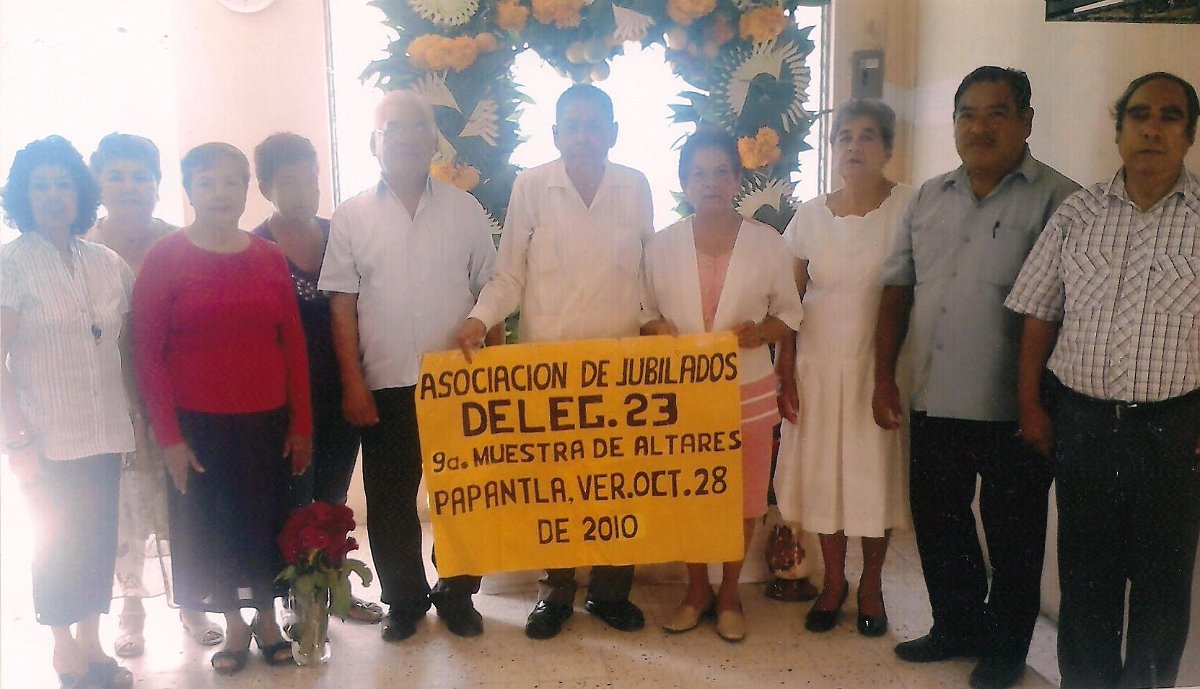 ASOCIACION DE JUBILADOS
DELEG. 23
9a. MUESTRA DE ALTARES
PAPANTLA, VER. OCT. 28
DE 2010